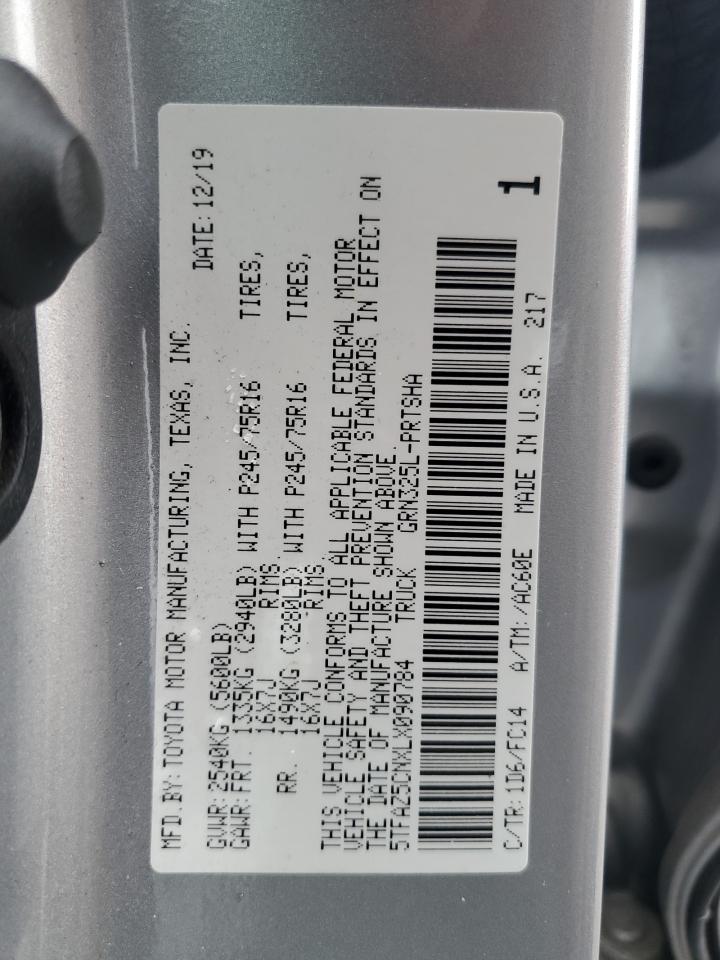 MFD.BY:TOYOTA MOTOR MANUFACTURING, TEXAS, INC.
DATE:12/19
GVWR:2540KG (5600LB)
GAWR:FRT. 1335KG (2940LB) WITH P245/75R16 TIRES,
16X7J RIMS.
RR. 1490KG (3280LB) WITH P245/75R16 TIRES,
16X7J RIMS.
THIS VEHICLE CONFORMS TO ALL APPLICABLE FEDERAL MOTOR
VEHICLE SAFETY AND THEFT PREVENTION STANDARDS IN EFFECT ON
THE DATE OF MANUFACTURE SHOWN ABOVE
5TFAZ5CNXLX090784 TRUCK GRN325L-PRTSHA
1
C/TR:1D6/FC14 A/TM:/AC60E MADE IN U.S.A. 217